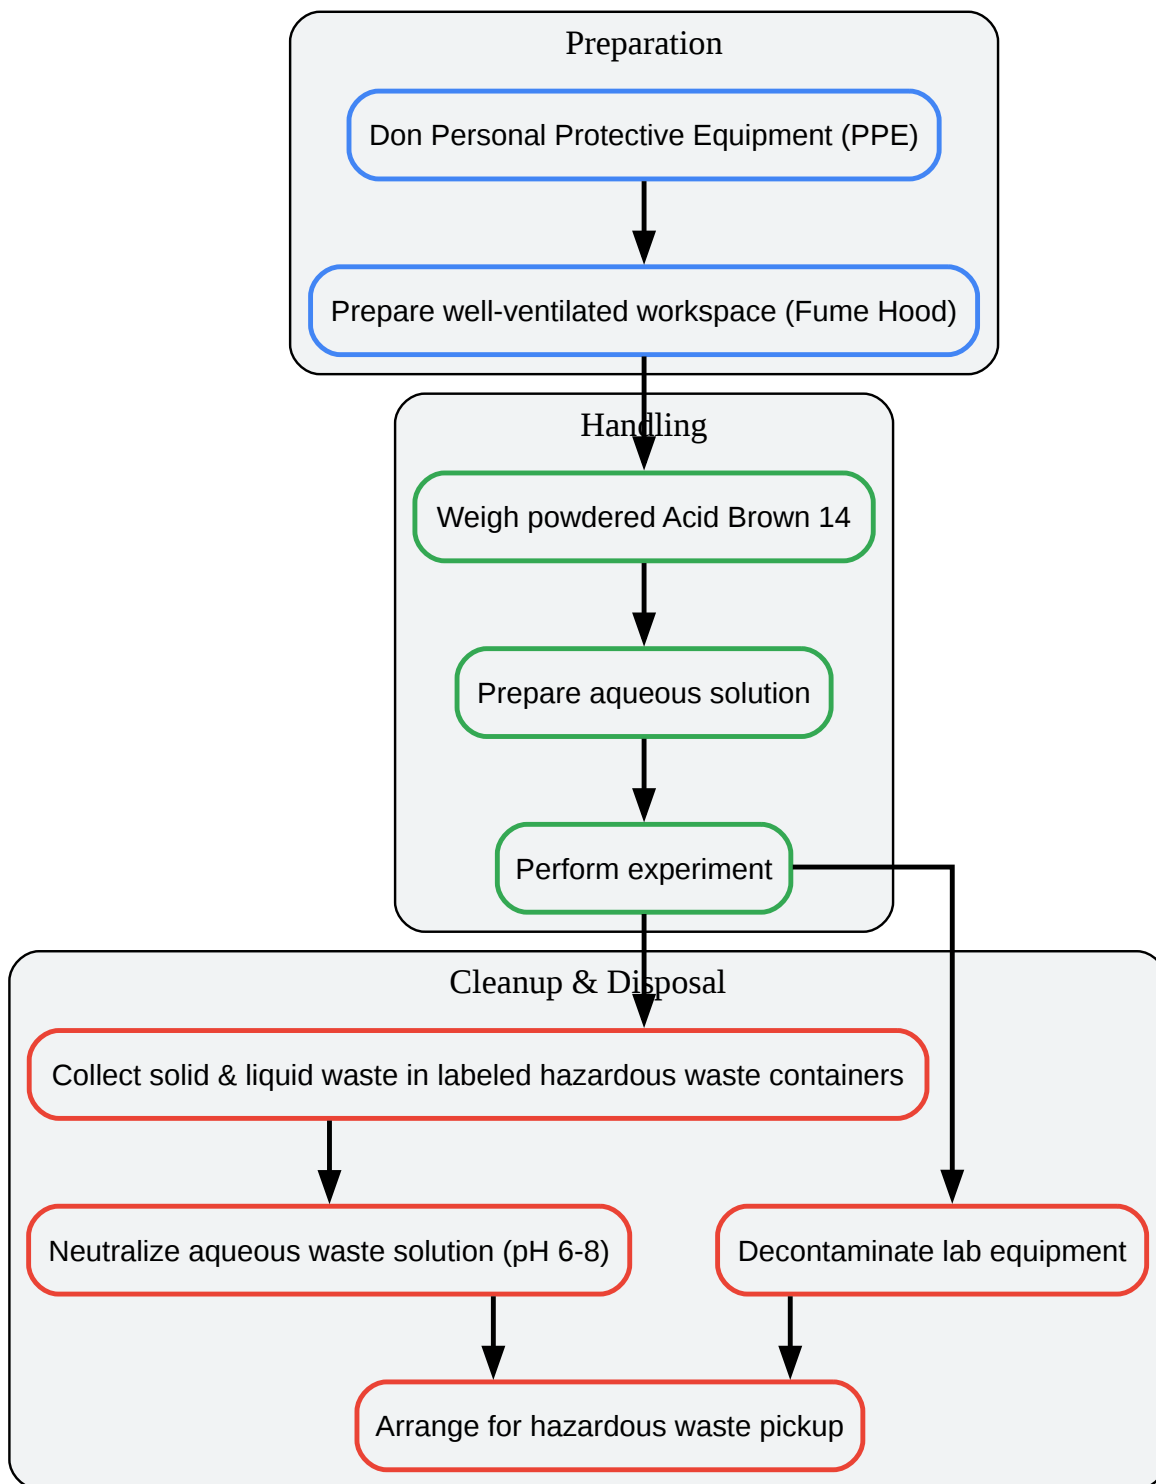 Preparation
Don Personal Protective Equipment (PPE)
Prepare well-ventilated workspace (Fume Hood)
Handling
Weigh powdered Acid Brown 14
Prepare aqueous solution
Perform experiment
Cleanup & Disposal
Collect solid & liquid waste in labeled hazardous waste containers
Neutralize aqueous waste solution (pH 6-8)
Decontaminate lab equipment
Arrange for hazardous waste pickup